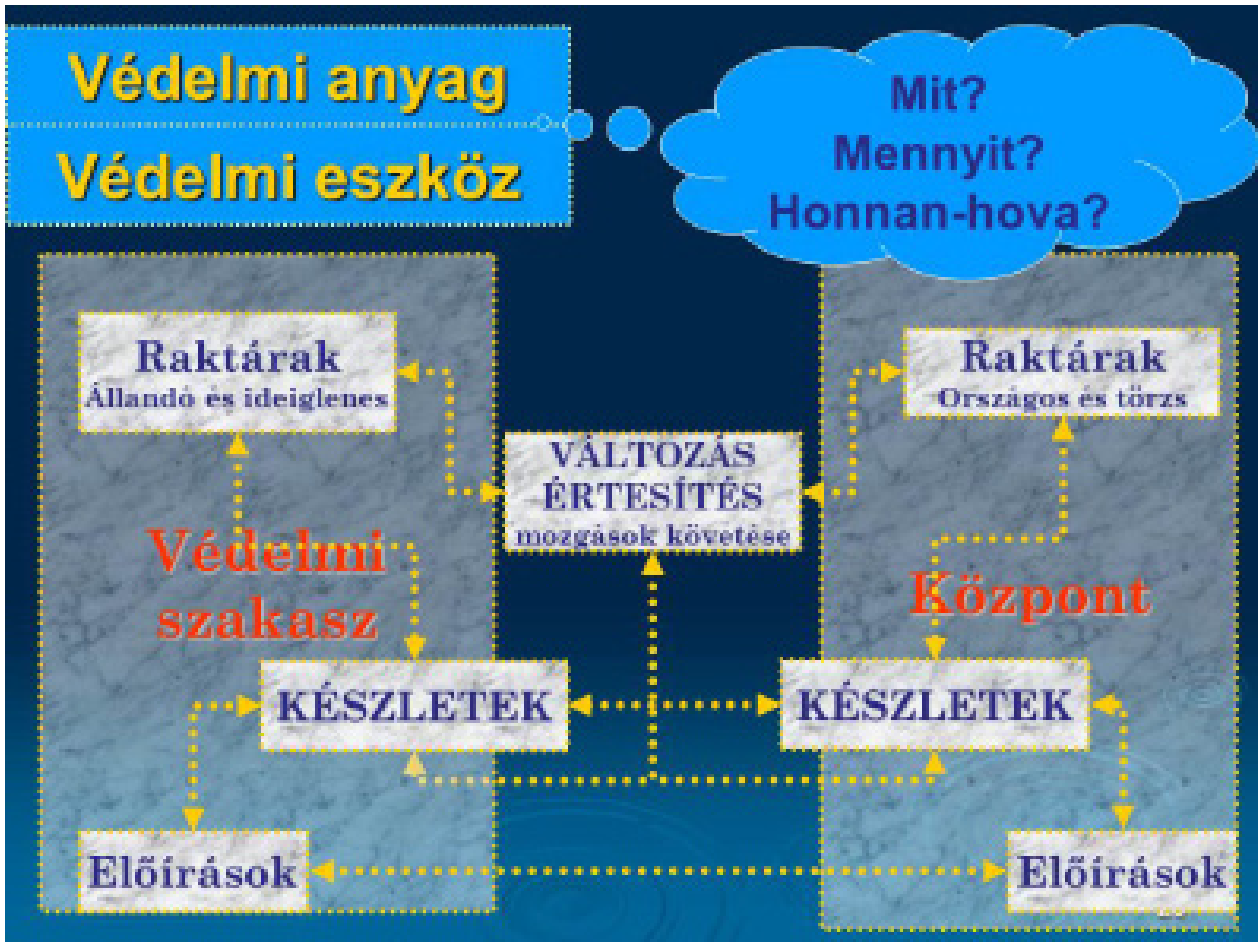 Védelmi anyag
Védelmi eszköz
Mit?
Mennyit?
Honnan-hova?
Raktárak
Állandó és ideiglenes
Raktárak
Országos és törzs
VÁLTOZÁS
ÉRTESÍTÉS
mozgások követése
Védelmi
szakasz
Központ
KÉSZLETEK
KÉSZLETEK
Előírások
Előírások